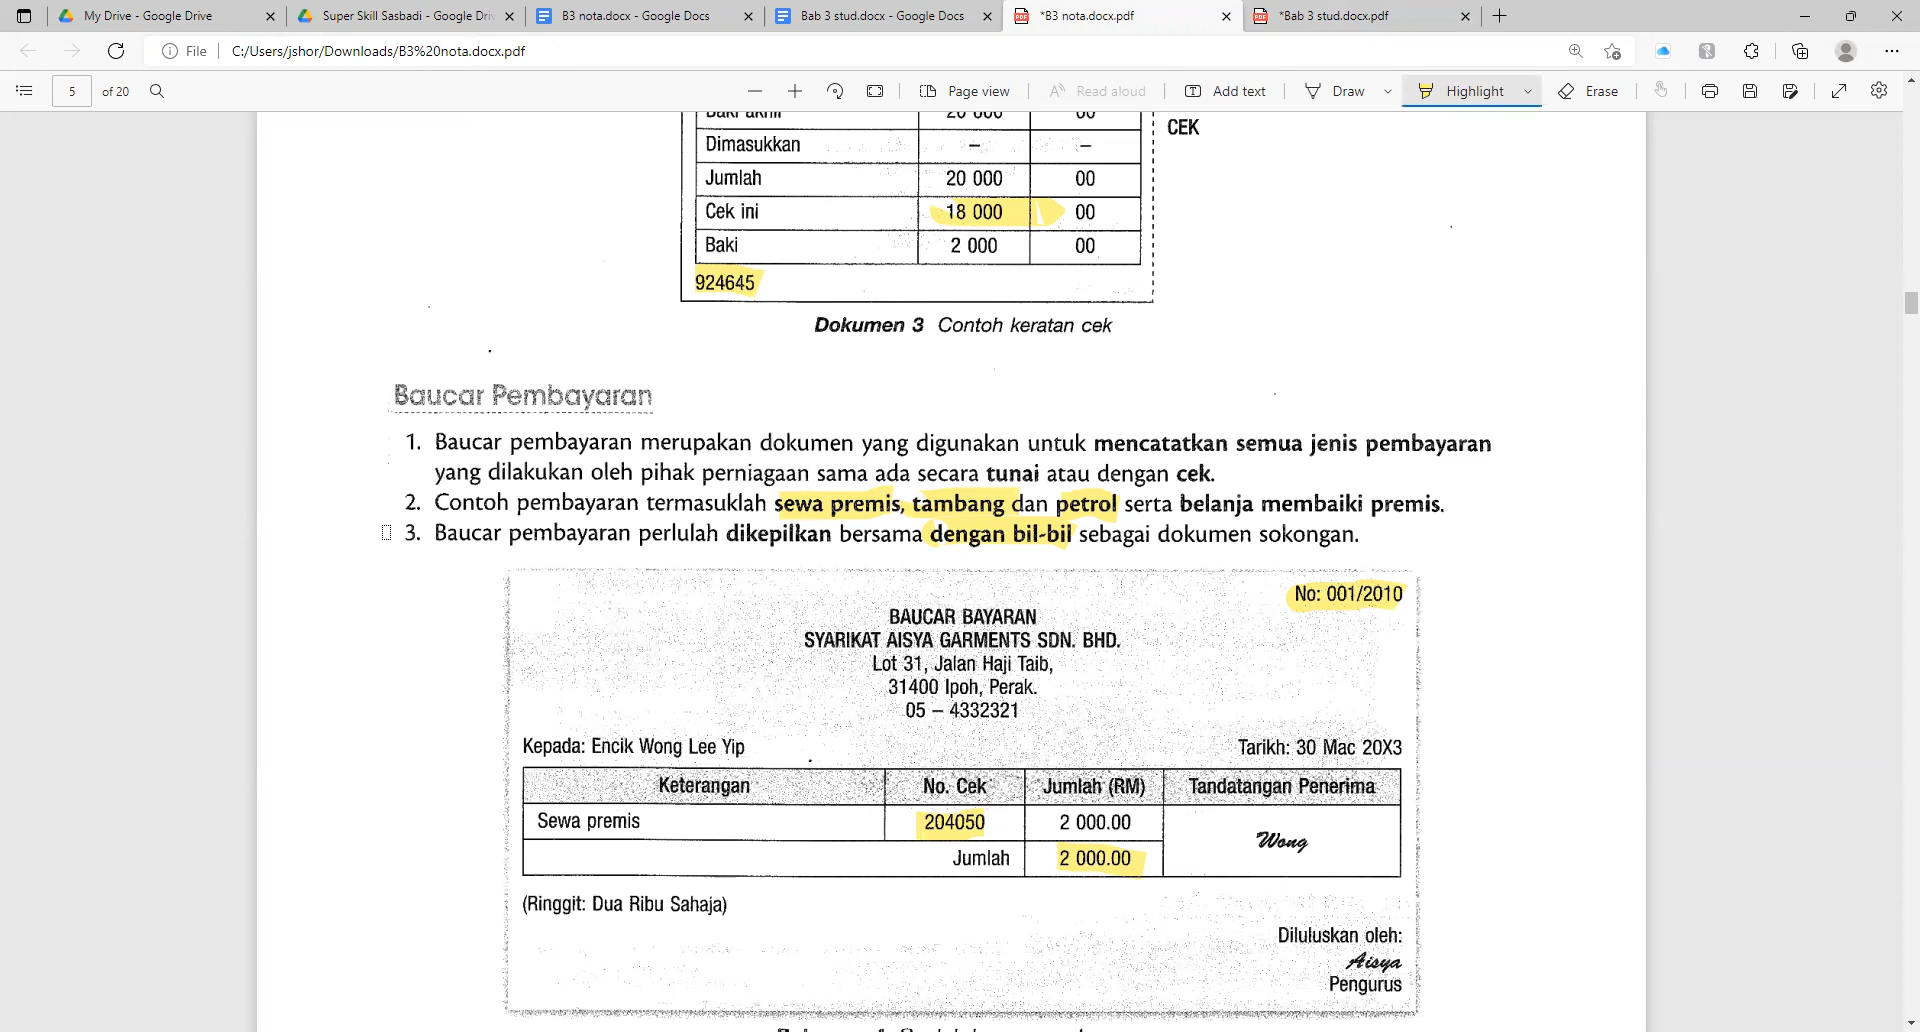 My Drive - Google Drive
Super Skill Sasbadi - Google Driv
B3 nota.docx - Google Docs
Bab 3 stud.docx - Google Docs
*B3 nota.docx.pdf
*Bab 3 stud.docx.pdf
File
C:/Users/jshor/Downloads/B3%20nota.docx.pdf
5 of 20
Page view
Read aloud
Add text
Draw
Highlight
Erase
Baki akhir 20 000 00
CEK
Dimasukkan – –
Jumlah 20 000 00
Cek ini 18 000 00
Baki 2 000 00
924645
Dokumen 3 Contoh keratan cek
Baucar Pembayaran
1. Baucar pembayaran merupakan dokumen yang digunakan untuk mencatatkan semua jenis pembayaran
yang dilakukan oleh pihak perniagaan sama ada secara tunai atau dengan cek.
2. Contoh pembayaran termasuklah sewa premis, tambang dan petrol serta belanja membaiki premis.
3. Baucar pembayaran perlulah dikepilkan bersama dengan bil-bil sebagai dokumen sokongan.
No: 001/2010
BAUCAR BAYARAN
SYARIKAT AISYA GARMENTS SDN. BHD.
Lot 31, Jalan Haji Taib,
31400 Ipoh, Perak.
05 – 4332321
Kepada: Encik Wong Lee Yip
Tarikh: 30 Mac 20X3
Keterangan No. Cek Jumlah (RM) Tandatangan Penerima
Sewa premis 204050 2 000.00
Wong
Jumlah 2 000.00
(Ringgit: Dua Ribu Sahaja)
Diluluskan oleh:
Aisya
Pengurus